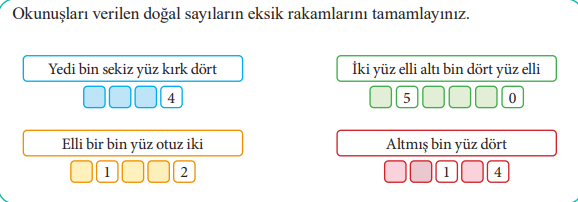 Okunuşları verilen doğal sayıların eksik rakamlarını tamamlayınız.
Yedi bin sekiz yüz kırk dört
4
İki yüz elli altı bin dört yüz elli
5 0
Elli bir bin yüz otuz iki
1 2
Altmış bin yüz dört
1 4